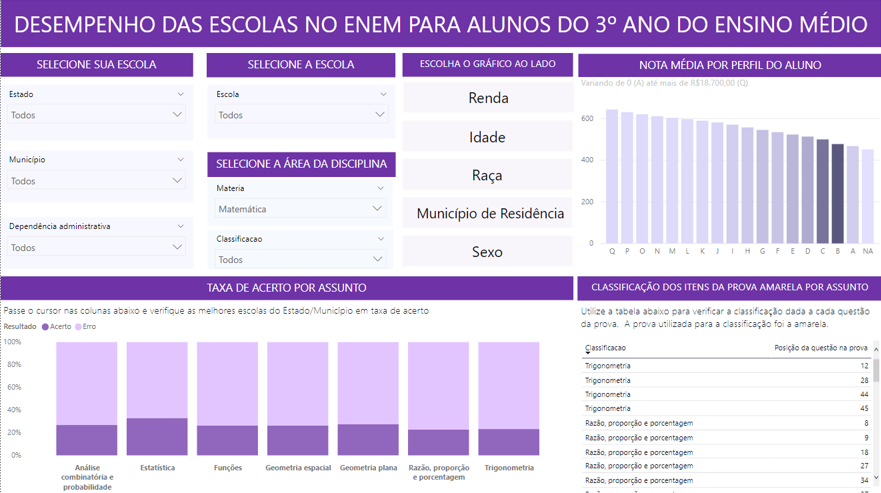 DESEMPENHO DAS ESCOLAS NO ENEM PARA ALUNOS DO 3º ANO DO ENSINO MÉDIO
SELECIONE SUA ESCOLA
Estado
Todos
Município
Todos
Dependência administrativa
Todos
SELECIONE A ESCOLA
Escola
Todos
SELECIONE A ÁREA DA DISCIPLINA
Materia
Matemática
Classificacao
Todos
ESCOLHA O GRÁFICO AO LADO
Renda
Idade
Raça
Município de Residência
Sexo
NOTA MÉDIA POR PERFIL DO ALUNO
Variando de 0 (A) até mais de R$18.700,00 (Q)
600
400
200
0
Q P O N M L K J I H G F E D C B A NA
TAXA DE ACERTO POR ASSUNTO
Passe o cursor nas colunas abaixo e verifique as melhores escolas do Estado/Município em taxa de acerto
Resultado Acerto Erro
100%
80%
60%
40%
20%
0%
Análise combinatória e probabilidade
Estatística
Funções
Geometria espacial
Geometria plana
Razão, proporção e porcentagem
Trigonometria
CLASSIFICAÇÃO DOS ITENS DA PROVA AMARELA POR ASSUNTO
Utilize a tabela abaixo para verificar a classificação dada a cada questão
da prova. A prova utilizada para a classificação foi a amarela.
Classificacao Posição da questão na prova
Trigonometria 12
Trigonometria 28
Trigonometria 44
Trigonometria 45
Razão, proporção e porcentagem 8
Razão, proporção e porcentagem 9
Razão, proporção e porcentagem 18
Razão, proporção e porcentagem 27
Razão, proporção e porcentagem 34